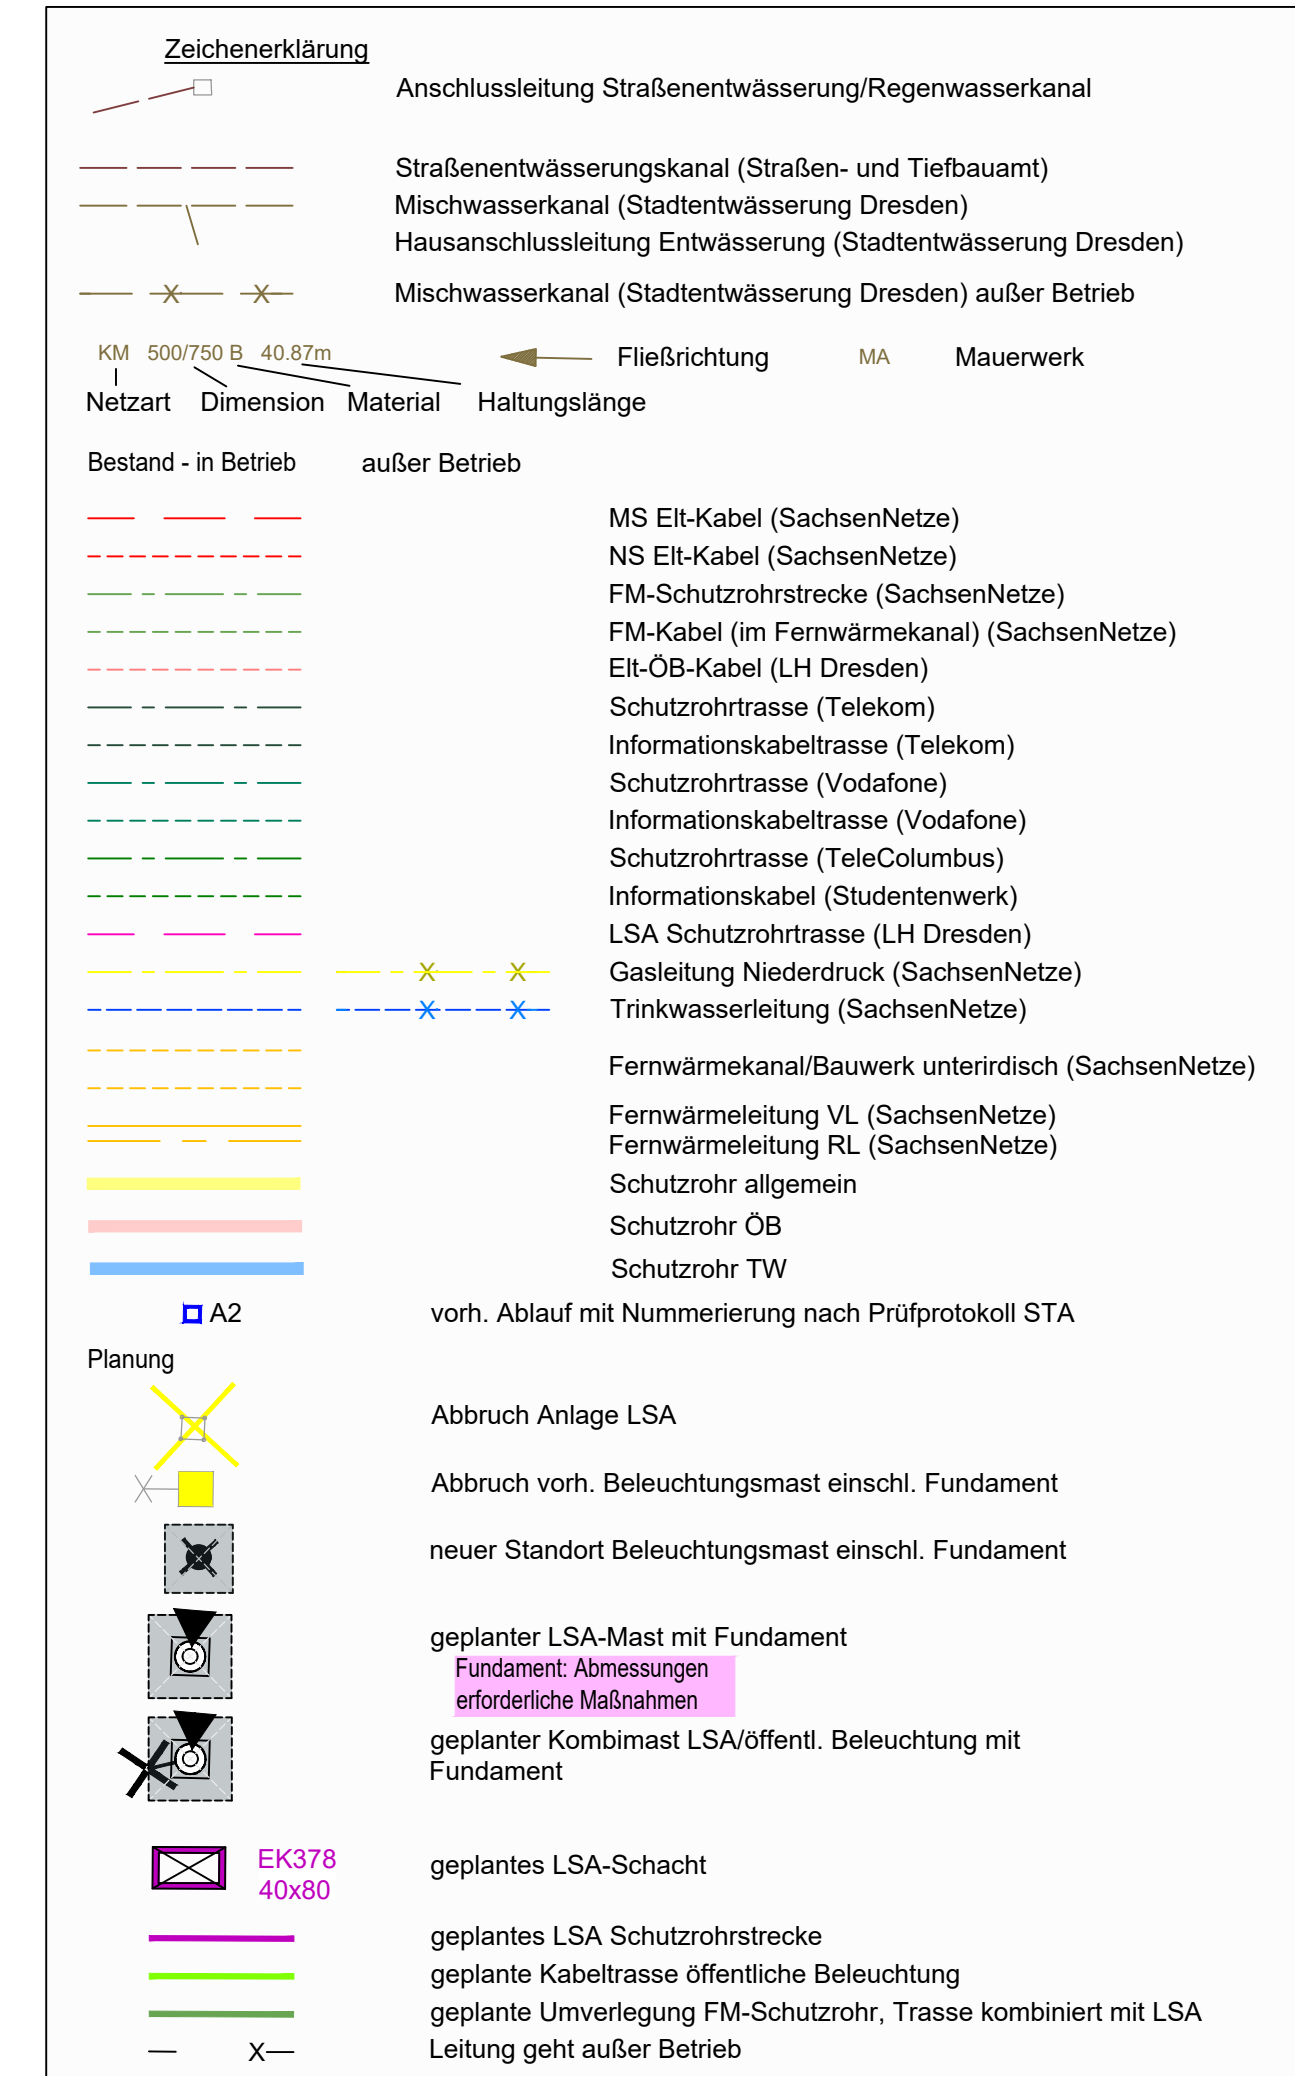 Zeichenerklärung
Anschlussleitung Straßenentwässerung/Regenwasserkanal
Straßenentwässerungskanal (Straßen- und Tiefbauamt)
Mischwasserkanal (Stadtentwässerung Dresden)
Hausanschlussleitung Entwässerung (Stadtentwässerung Dresden)
X X Mischwasserkanal (Stadtentwässerung Dresden) außer Betrieb
KM 500/750 B 40.87m Fließrichtung MA Mauerwerk
Netzart Dimension Material Haltungslänge
Bestand - in Betrieb außer Betrieb
MS Elt-Kabel (SachsenNetze)
NS Elt-Kabel (SachsenNetze)
FM-Schutzrohrstrecke (SachsenNetze)
FM-Kabel (im Fernwärmekanal) (SachsenNetze)
Elt-ÖB-Kabel (LH Dresden)
Schutzrohrtrasse (Telekom)
Informationskabeltrasse (Telekom)
Schutzrohrtrasse (Vodafone)
Informationskabeltrasse (Vodafone)
Schutzrohrtrasse (TeleColumbus)
Informationskabel (Studentenwerk)
LSA Schutzrohrtrasse (LH Dresden)
X X Gasleitung Niederdruck (SachsenNetze)
X X Trinkwasserleitung (SachsenNetze)
Fernwärmekanal/Bauwerk unterirdisch (SachsenNetze)
Fernwärmeleitung VL (SachsenNetze)
Fernwärmeleitung RL (SachsenNetze)
Schutzrohr allgemein
Schutzrohr ÖB
Schutzrohr TW
A2 vorh. Ablauf mit Nummerierung nach Prüfprotokoll STA
Planung
Abbruch Anlage LSA
Abbruch vorh. Beleuchtungsmast einschl. Fundament
neuer Standort Beleuchtungsmast einschl. Fundament
geplanter LSA-Mast mit Fundament
Fundament: Abmessungen
erforderliche Maßnahmen
geplanter Kombimast LSA/öffentl. Beleuchtung mit
Fundament
EK378
40x80
geplantes LSA-Schacht
geplantes LSA Schutzrohrstrecke
geplante Kabeltrasse öffentliche Beleuchtung
geplante Umverlegung FM-Schutzrohr, Trasse kombiniert mit LSA
X Leitung geht außer Betrieb